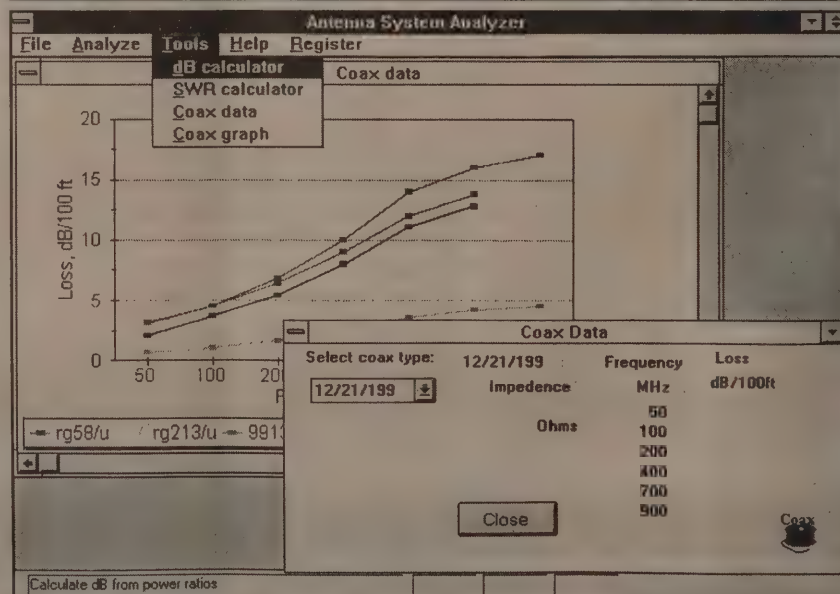 Antenna System Analyzer
File Analyze Tools Help Register
dB calculator
SWR calculator
Coax data
Coax graph
Coax data
Loss, dB/100 ft
20
15
10
5
0
50 100 200
rg58/u rg213/u 9913
Coax Data
Select coax type:
12/21/199
12/21/199 :
Impedence
Ohms
Frequency
MHz
50
100
200
400
700
900
Loss
dB/100ft
Close
Coax
Calculate dB from power ratios